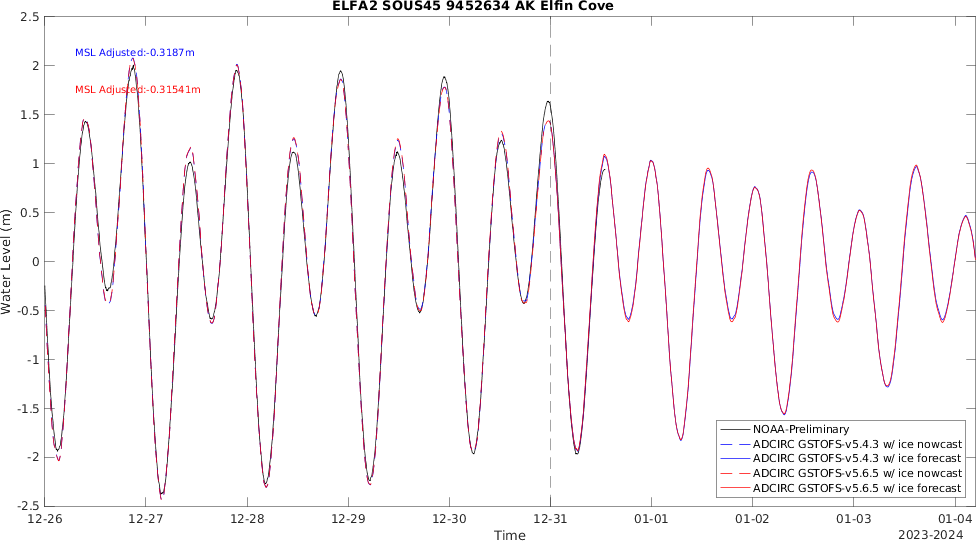 ELFA2 SOUS45 9452634 AK Elfin Cove
2.5
2
1.5
1
0.5
0
-0.5
-1
-1.5
-2
-2.5
Water Level (m)
MSL Adjusted:-0.3187m
MSL Adjusted:-0.31541m
NOAA-Preliminary
ADCIRC GSTOFS-v5.4.3 w/ ice nowcast
ADCIRC GSTOFS-v5.4.3 w/ ice forecast
ADCIRC GSTOFS-v5.6.5 w/ ice nowcast
ADCIRC GSTOFS-v5.6.5 w/ ice forecast
12-26 12-27 12-28 12-29 12-30 12-31 01-01 01-02 01-03 01-04
Time
2023-2024